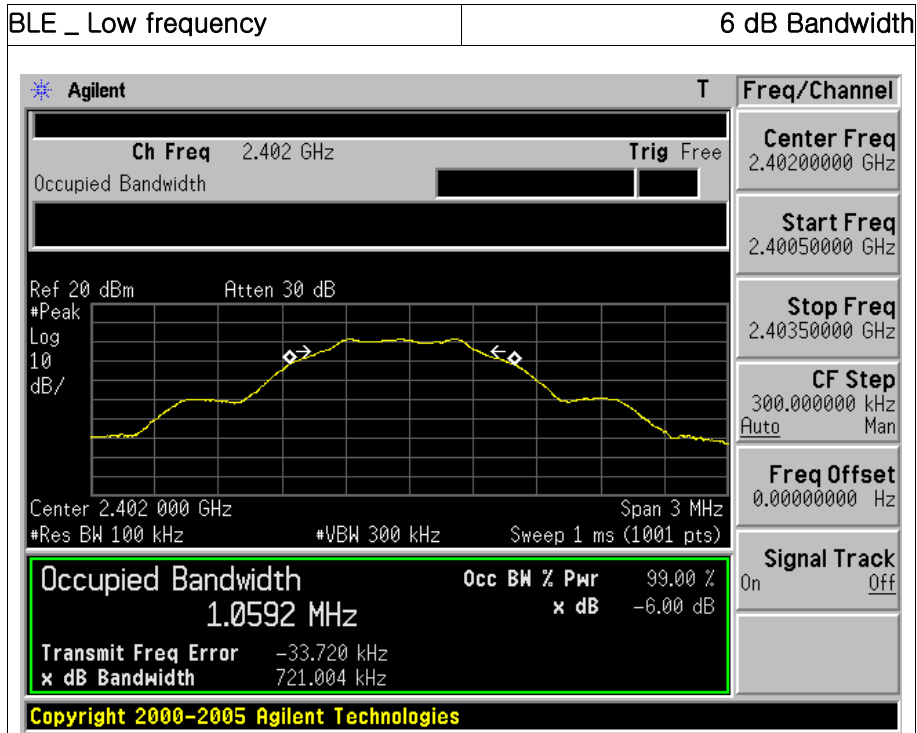 BLE _ Low frequency 6 dB Bandwidth
Agilent T Freq/Channel
Ch Freq 2.402 GHz Trig Free
Occupied Bandwidth
Center Freq
2.40200000 GHz
Start Freq
2.40050000 GHz
Stop Freq
2.40350000 GHz
CF Step
300.000000 kHz
Auto Man
Freq Offset
0.00000000 Hz
Signal Track
On Off
Ref 20 dBm Atten 30 dB
#Peak
Log
10
dB/
Center 2.402 000 GHz Span 3 MHz
#Res BW 100 kHz #VBW 300 kHz Sweep 1 ms (1001 pts)
Occupied Bandwidth Occ BW % Pwr 99.00 %
1.0592 MHz x dB -6.00 dB
Transmit Freq Error -33.720 kHz
x dB Bandwidth 721.004 kHz
Copyright 2000-2005 Agilent Technologies